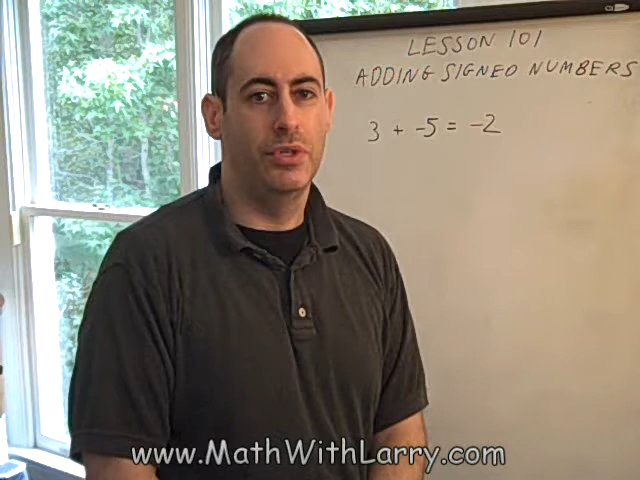 LESSON 101
ADDING SIGNED NUMBERS
3 + -5 = -2
www.MathWithLarry.com